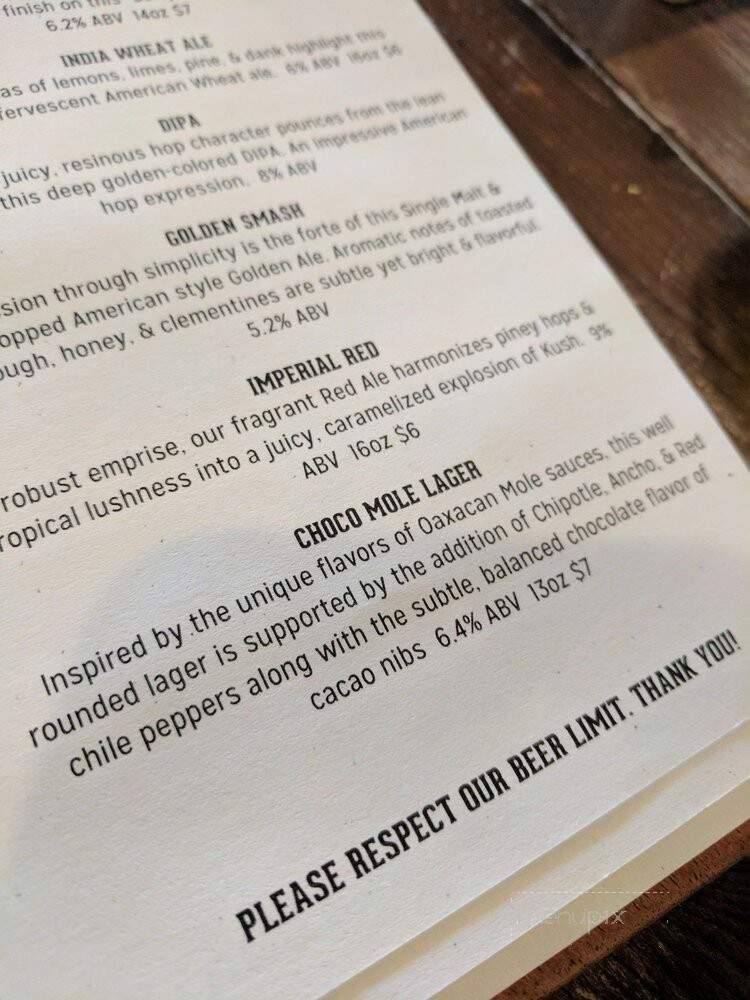 finish on this
6.2% ABV 14oz $7
INDIA WHEAT ALE
as of lemons, limes, pine, & dank highlight this
fervescent American Wheat ale. 6% ABV 16oz $6
DIPA
juicy, resinous hop character pounces from the lean
this deep golden-colored DIPA. An impressive American
hop expression. 8% ABV
GOLDEN SMASH
sion through simplicity is the forte of this Single Malt &
opped American style Golden Ale. Aromatic notes of toasted
ough, honey, & clementines are subtle yet bright & flavorful.
5.2% ABV
IMPERIAL RED
robust emprise, our fragrant Red Ale harmonizes piney hops &
ropical lushness into a juicy, caramelized explosion of Kush. 9%
ABV 16oz $6
CHOCO MOLE LAGER
Inspired by the unique flavors of Oaxacan Mole sauces, this well
rounded lager is supported by the addition of Chipotle, Ancho, & Red
chile peppers along with the subtle, balanced chocolate flavor of
cacao nibs 6.4% ABV 13oz $7
PLEASE RESPECT OUR BEER LIMIT. THANK YOU!
menupix